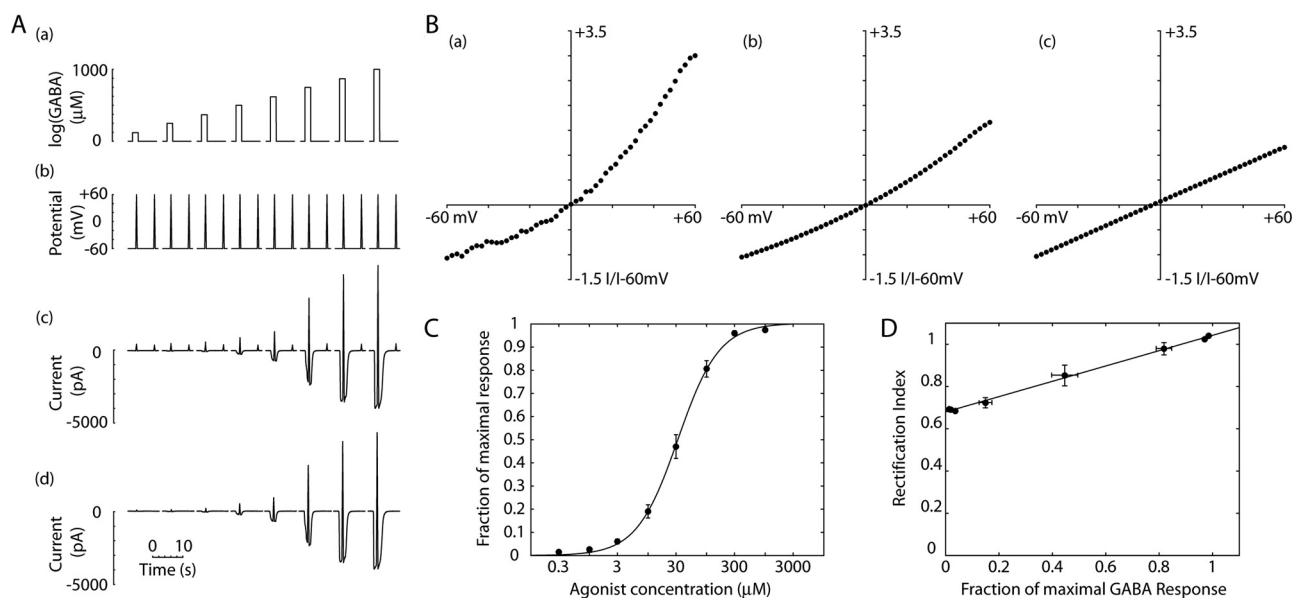 A
(a)
log(GABA)
(μM)
1000
0
(b)
Potential
(mV)
+60
0
-60
(c)
Current
(pA)
0
-5000
(d)
Current
(pA)
0
-5000
0 10
Time (s)
B
(a)
+3.5
-60 mV
+60
-1.5 I/I-60mV
(b)
+3.5
-60 mV
+60
-1.5 I/I-60mV
(c)
+3.5
-60 mV
+60
-1.5 I/I-60mV
C
Fraction of maximal response
1
0.9
0.8
0.7
0.6
0.5
0.4
0.3
0.2
0.1
0
0.3 3 30 300 3000
Agonist concentration (μM)
D
Rectification Index
1
0.8
0.6
0.4
0.2
0
0 0.2 0.4 0.6 0.8 1
Fraction of maximal GABA Response